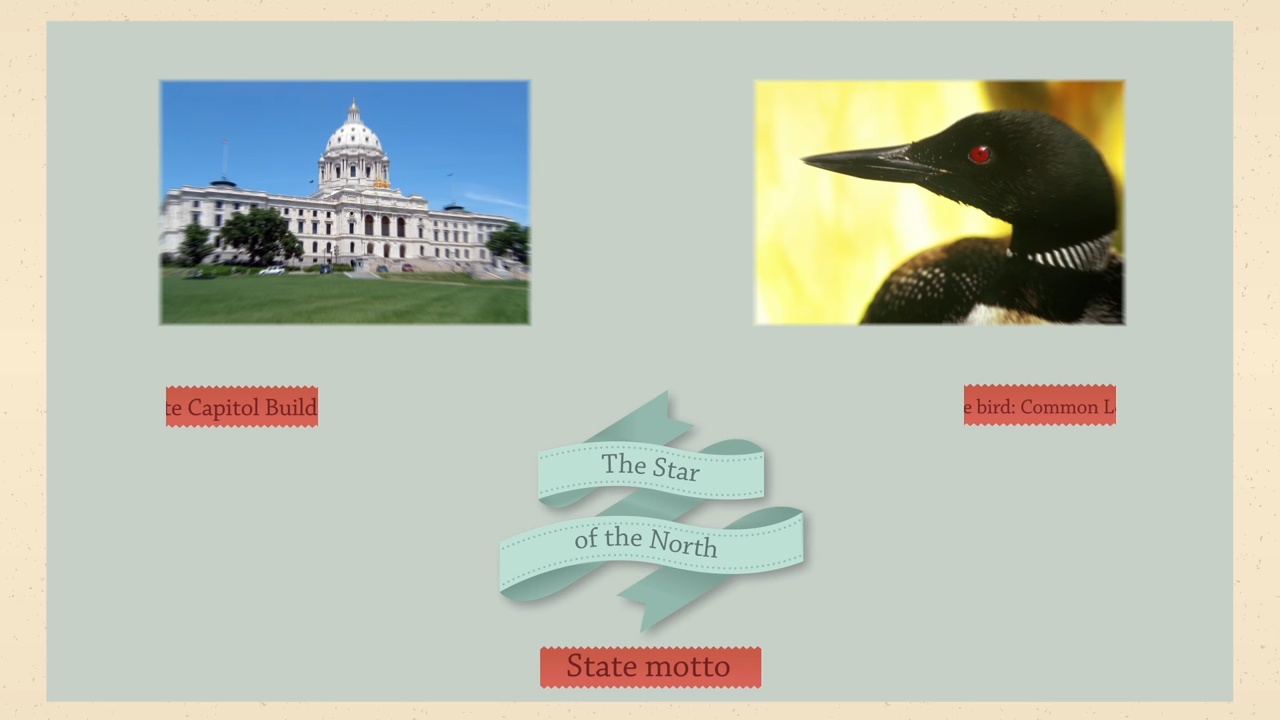 te Capitol Build
e bird: Common L
The Star
of the North
State motto